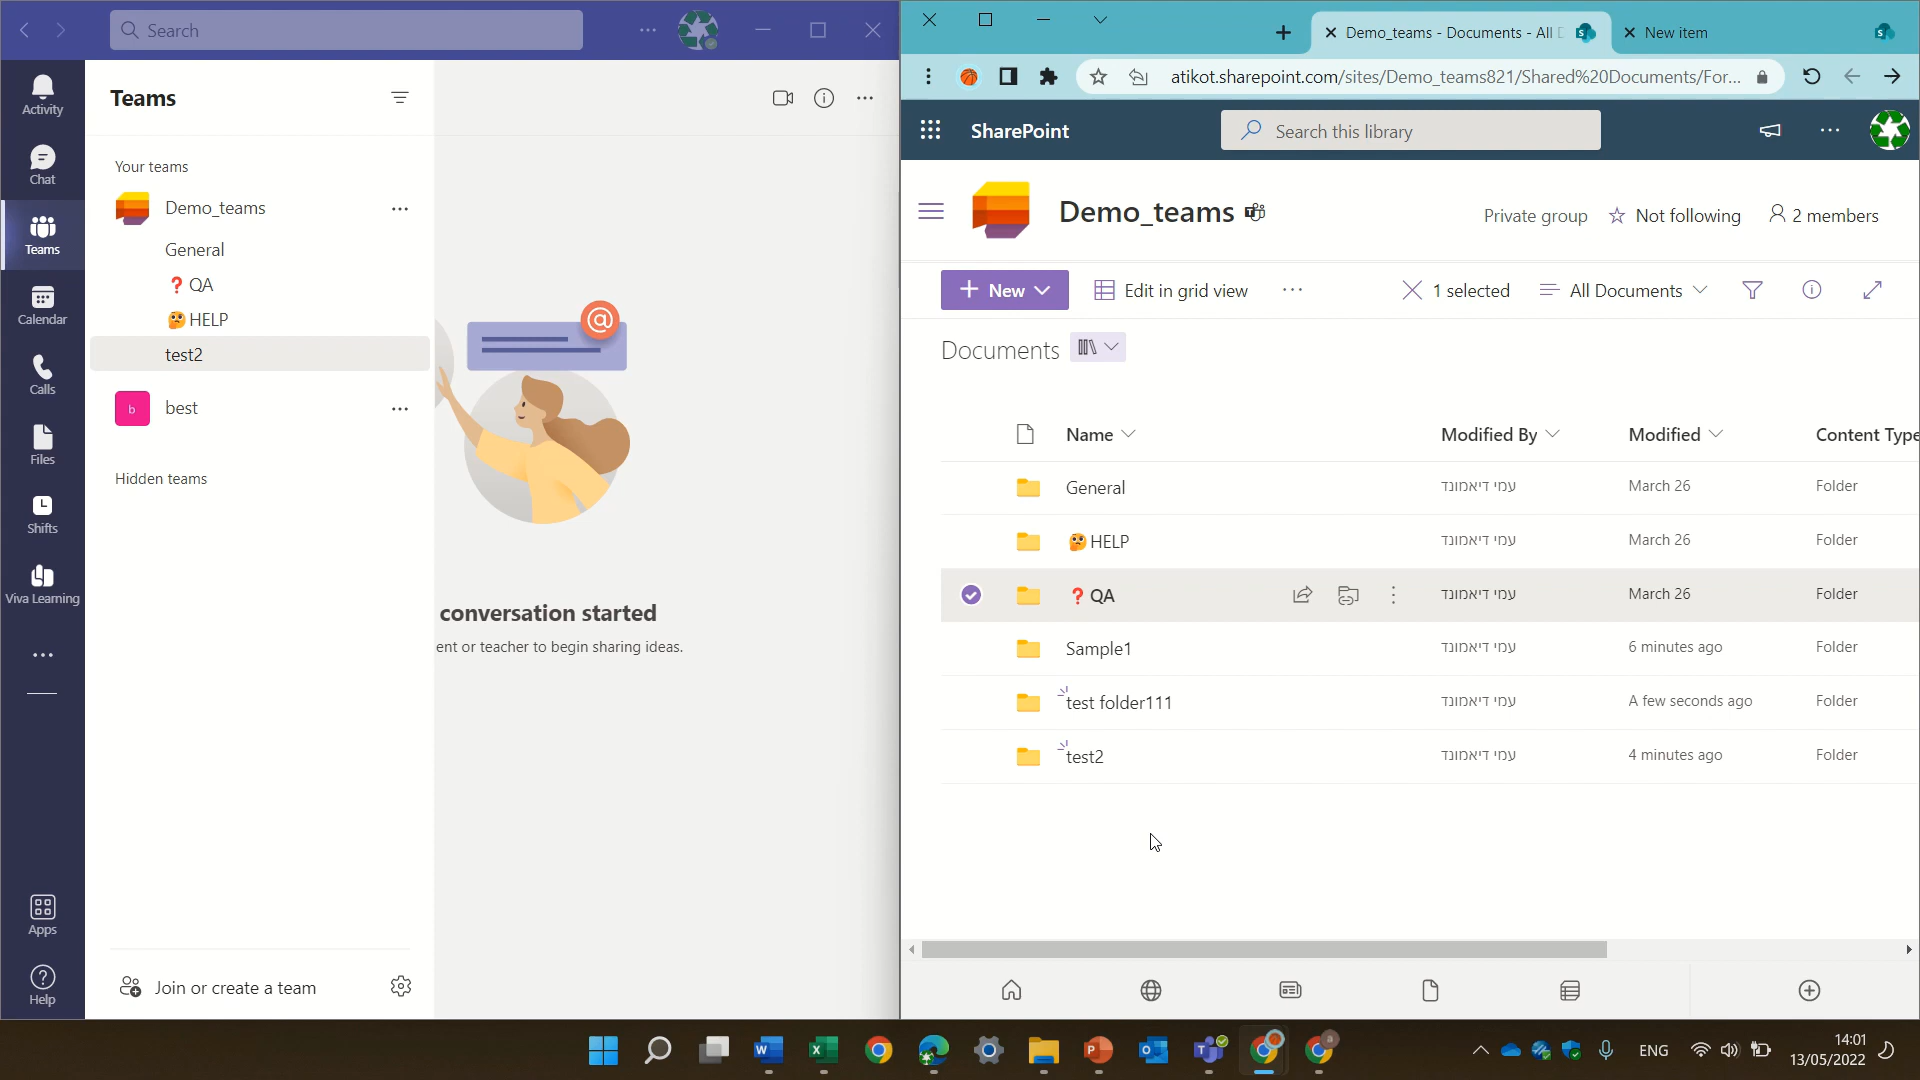 Search
Activity
Chat
Teams
Calendar
Calls
Files
Shifts
Viva Learning
Apps
Help
Teams
Your teams
Demo_teams
General
❓QA
🤔HELP
test2
b
best
Hidden teams
Join or create a team
@
conversation started
ent or teacher to begin sharing ideas.
Demo_teams - Documents - All D
New item
atikot.sharepoint.com/sites/Demo_teams821/Shared%20Documents/For...
SharePoint
Search this library
Demo_teams
Private group
Not following
2 members
New
Edit in grid view
1 selected
All Documents
Documents
Name Modified By Modified Content Type
General עמי דיאמונד March 26 Folder
🤔HELP עמי דיאמונד March 26 Folder
❓QA עמי דיאמונד March 26 Folder
Sample1 עמי דיאמונד 6 minutes ago Folder
test folder111 עמי דיאמונד A few seconds ago Folder
test2 עמי דיאמונד 4 minutes ago Folder
ENG
14:01
13/05/2022